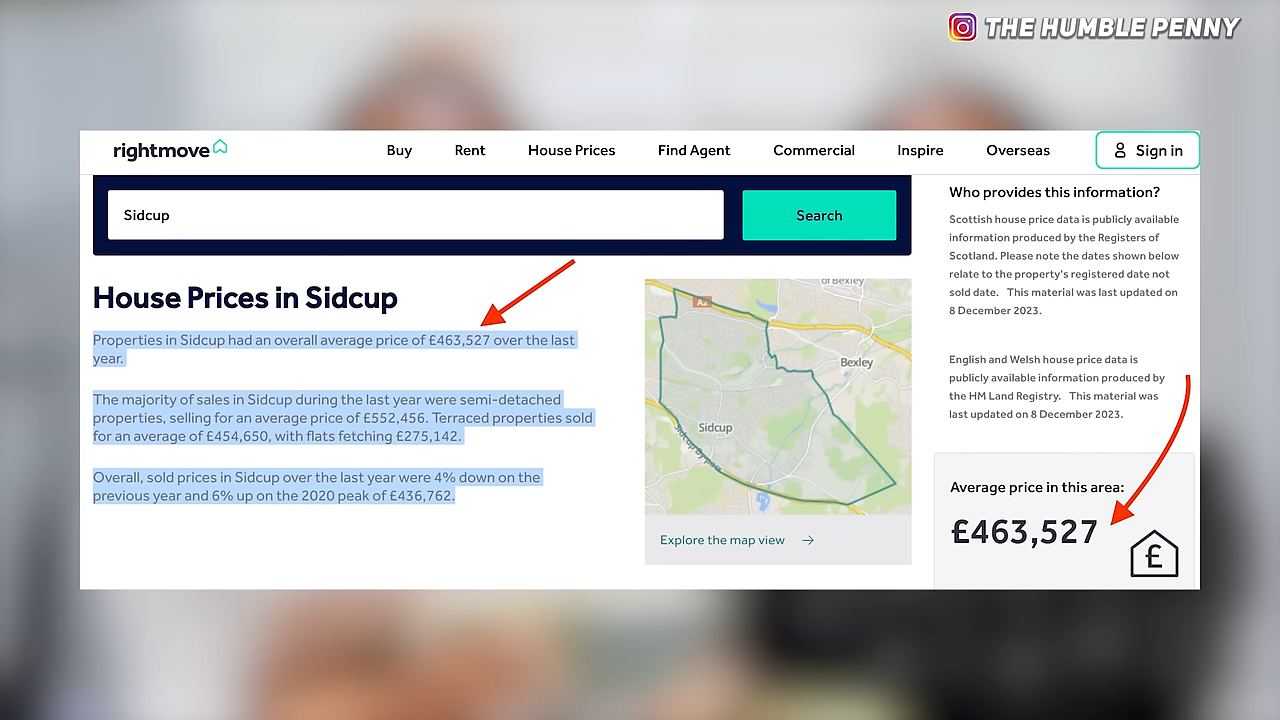 THE HUMBLE PENNY
rightmove
Buy
Rent
House Prices
Find Agent
Commercial
Inspire
Overseas
Sign in
Sidcup
Search
House Prices in Sidcup
Properties in Sidcup had an overall average price of £463,527 over the last
year.
The majority of sales in Sidcup during the last year were semi-detached
properties, selling for an average price of £552,456. Terraced properties sold
for an average of £454,650, with flats fetching £275,142.
Overall, sold prices in Sidcup over the last year were 4% down on the
previous year and 6% up on the 2020 peak of £436,762.
of Bexley
A2
Bexley
Sidcup
Sidcup Bypass
Explore the map view
Who provides this information?
Scottish house price data is publicly available
information produced by the Registers of
Scotland. Please note the dates shown below
relate to the property's registered date not
sold date. This material was last updated on
8 December 2023.
English and Welsh house price data is
publicly available information produced by
the HM Land Registry. This material was
last updated on 8 December 2023.
Average price in this area:
£463,527
£